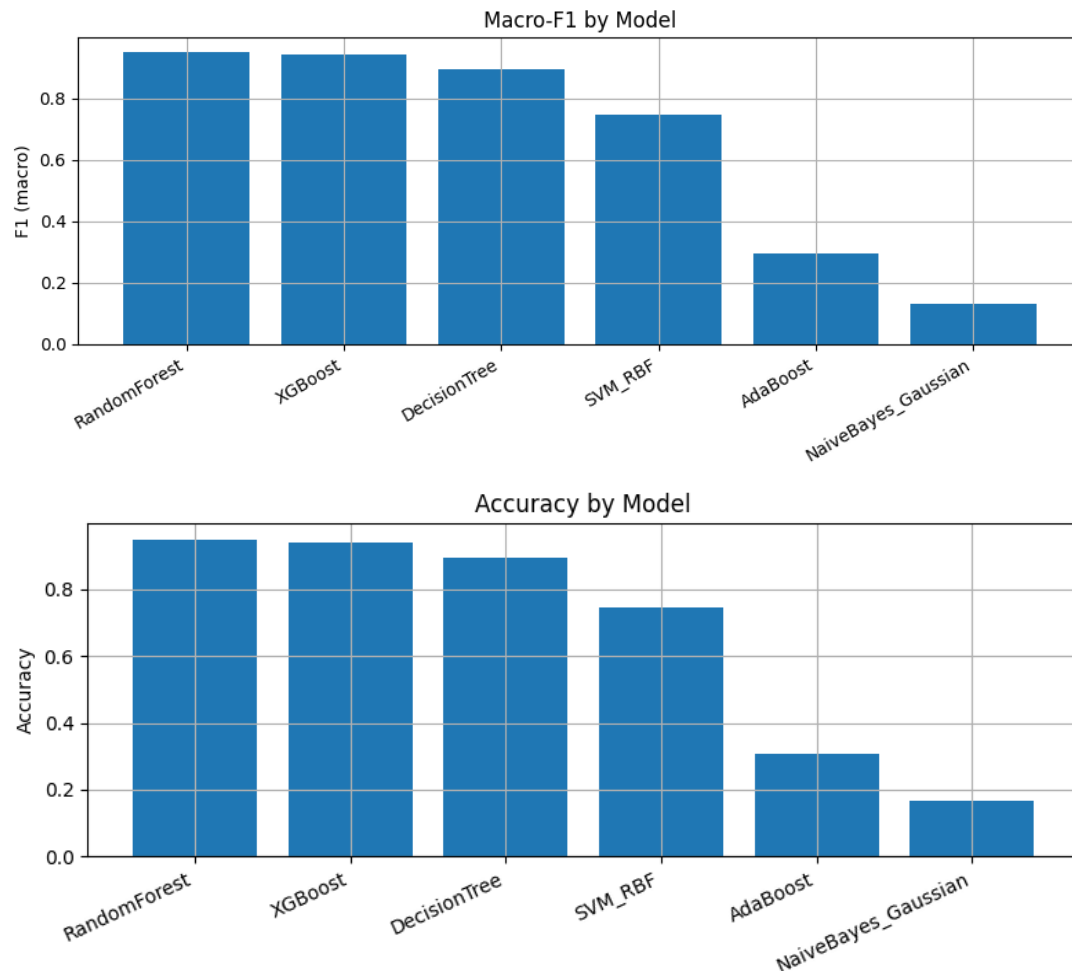 Macro-F1 by Model
F1 (macro)
0.8
0.6
0.4
0.2
0.0
RandomForest
XGBoost
DecisionTree
SVM_RBF
AdaBoost
NaiveBayes_Gaussian
Accuracy by Model
Accuracy
0.8
0.6
0.4
0.2
0.0
RandomForest
XGBoost
DecisionTree
SVM_RBF
AdaBoost
NaiveBayes_Gaussian